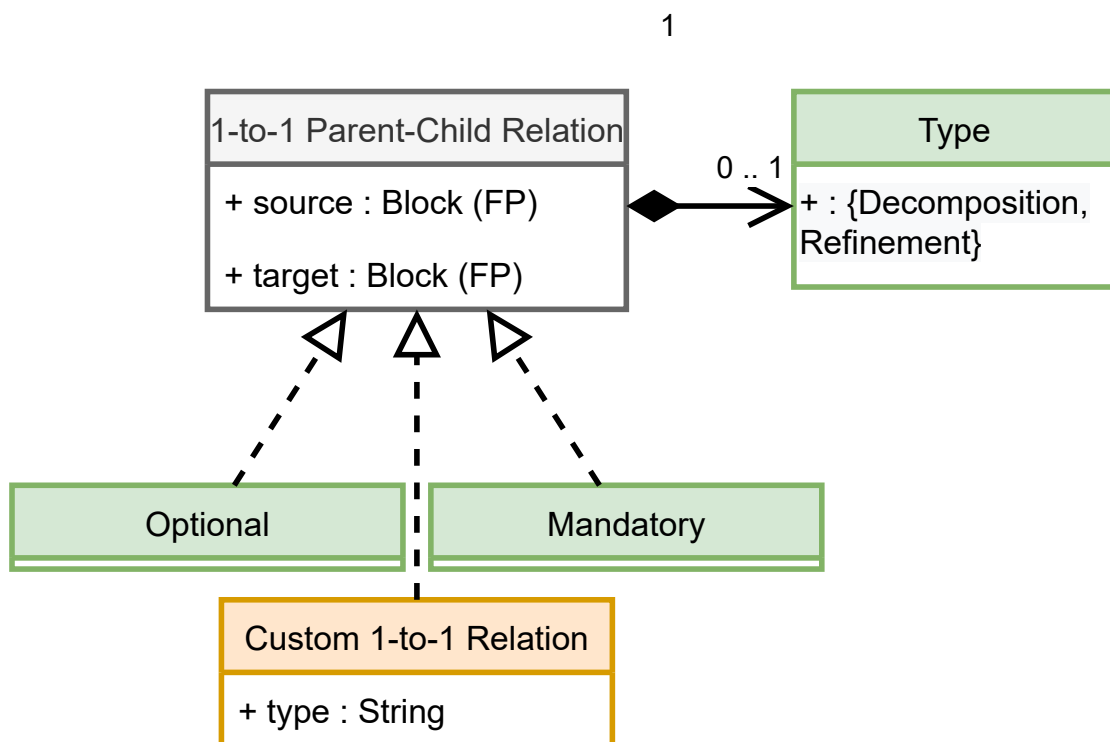 1
1-to-1 Parent-Child Relation
Type
0 .. 1
+ source : Block (FP)
+ : {Decomposition,
Refinement}
+ target : Block (FP)
Optional
Mandatory
Custom 1-to-1 Relation
+ type : String